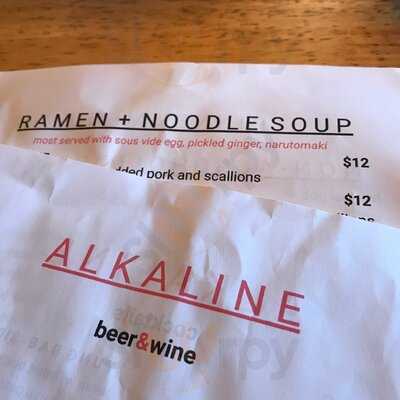 RAMEN + NOODLE SOUP
most served with sous vide egg, pickled ginger, narutomaki
$12
pork and scallions
$12
ALKALINE
beer&wine
cocktails